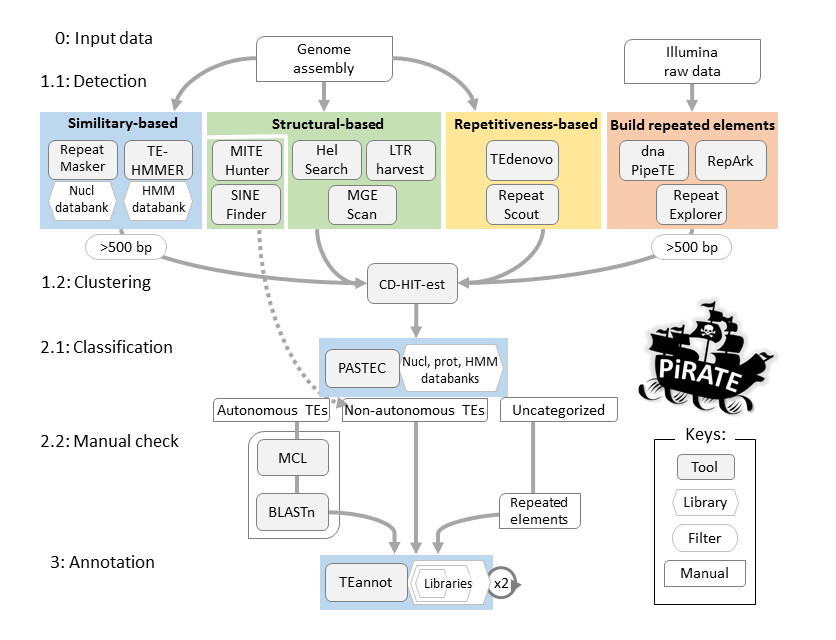 0: Input data
Genome
assembly
Illumina
raw data
1.1: Detection
Similitary-based
Structural-based
Repetitiveness-based
Build repeated elements
Repeat
Masker
TE-
HMMER
Nucl
databank
HMM
databank
MITE
Hunter
SINE
Finder
Hel
Search
LTR
harvest
MGE
Scan
TEdenovo
Repeat
Scout
dna
PipeTE
RepArk
Repeat
Explorer
>500 bp
>500 bp
1.2: Clustering
CD-HIT-est
2.1: Classification
PASTEC
Nucl, prot, HMM
databanks
PiRATE
Autonomous TEs
Non-autonomous TEs
Uncategorized
2.2: Manual check
MCL
BLASTn
Repeated
elements
3: Annotation
TEannot
Libraries
x2
Keys:
Tool
Library
Filter
Manual